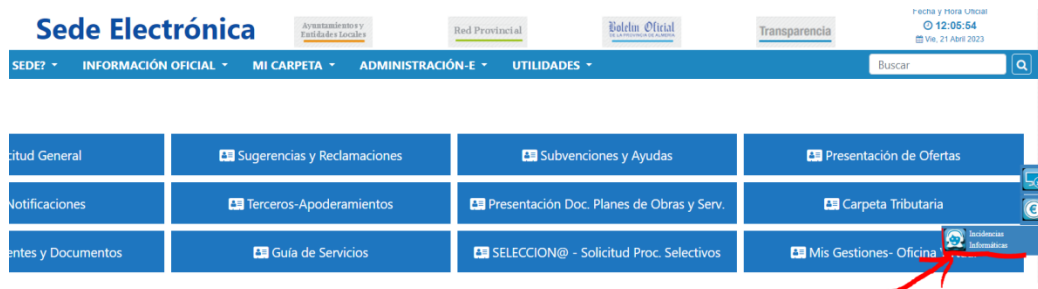 Fecha y Hora Oficial
Sede Electrónica
Ayuntamientos y
Entidades Locales
Red Provincial
Boletín Oficial
DE LA PROVINCIA DE ALMERÍA
Transparencia
12:05:54
Vie, 21 Abril 2023
SEDE? INFORMACIÓN OFICIAL MI CARPETA ADMINISTRACIÓN-E UTILIDADES Buscar
citud General
Sugerencias y Reclamaciones
Subvenciones y Ayudas
Presentación de Ofertas
Notificaciones
Terceros-Apoderamientos
Presentación Doc. Planes de Obras y Serv.
Carpeta Tributaria
€
Incidencias
Informáticas
entes y Documentos
Guía de Servicios
SELECCION@ - Solicitud Proc. Selectivos
Mis Gestiones- Oficina